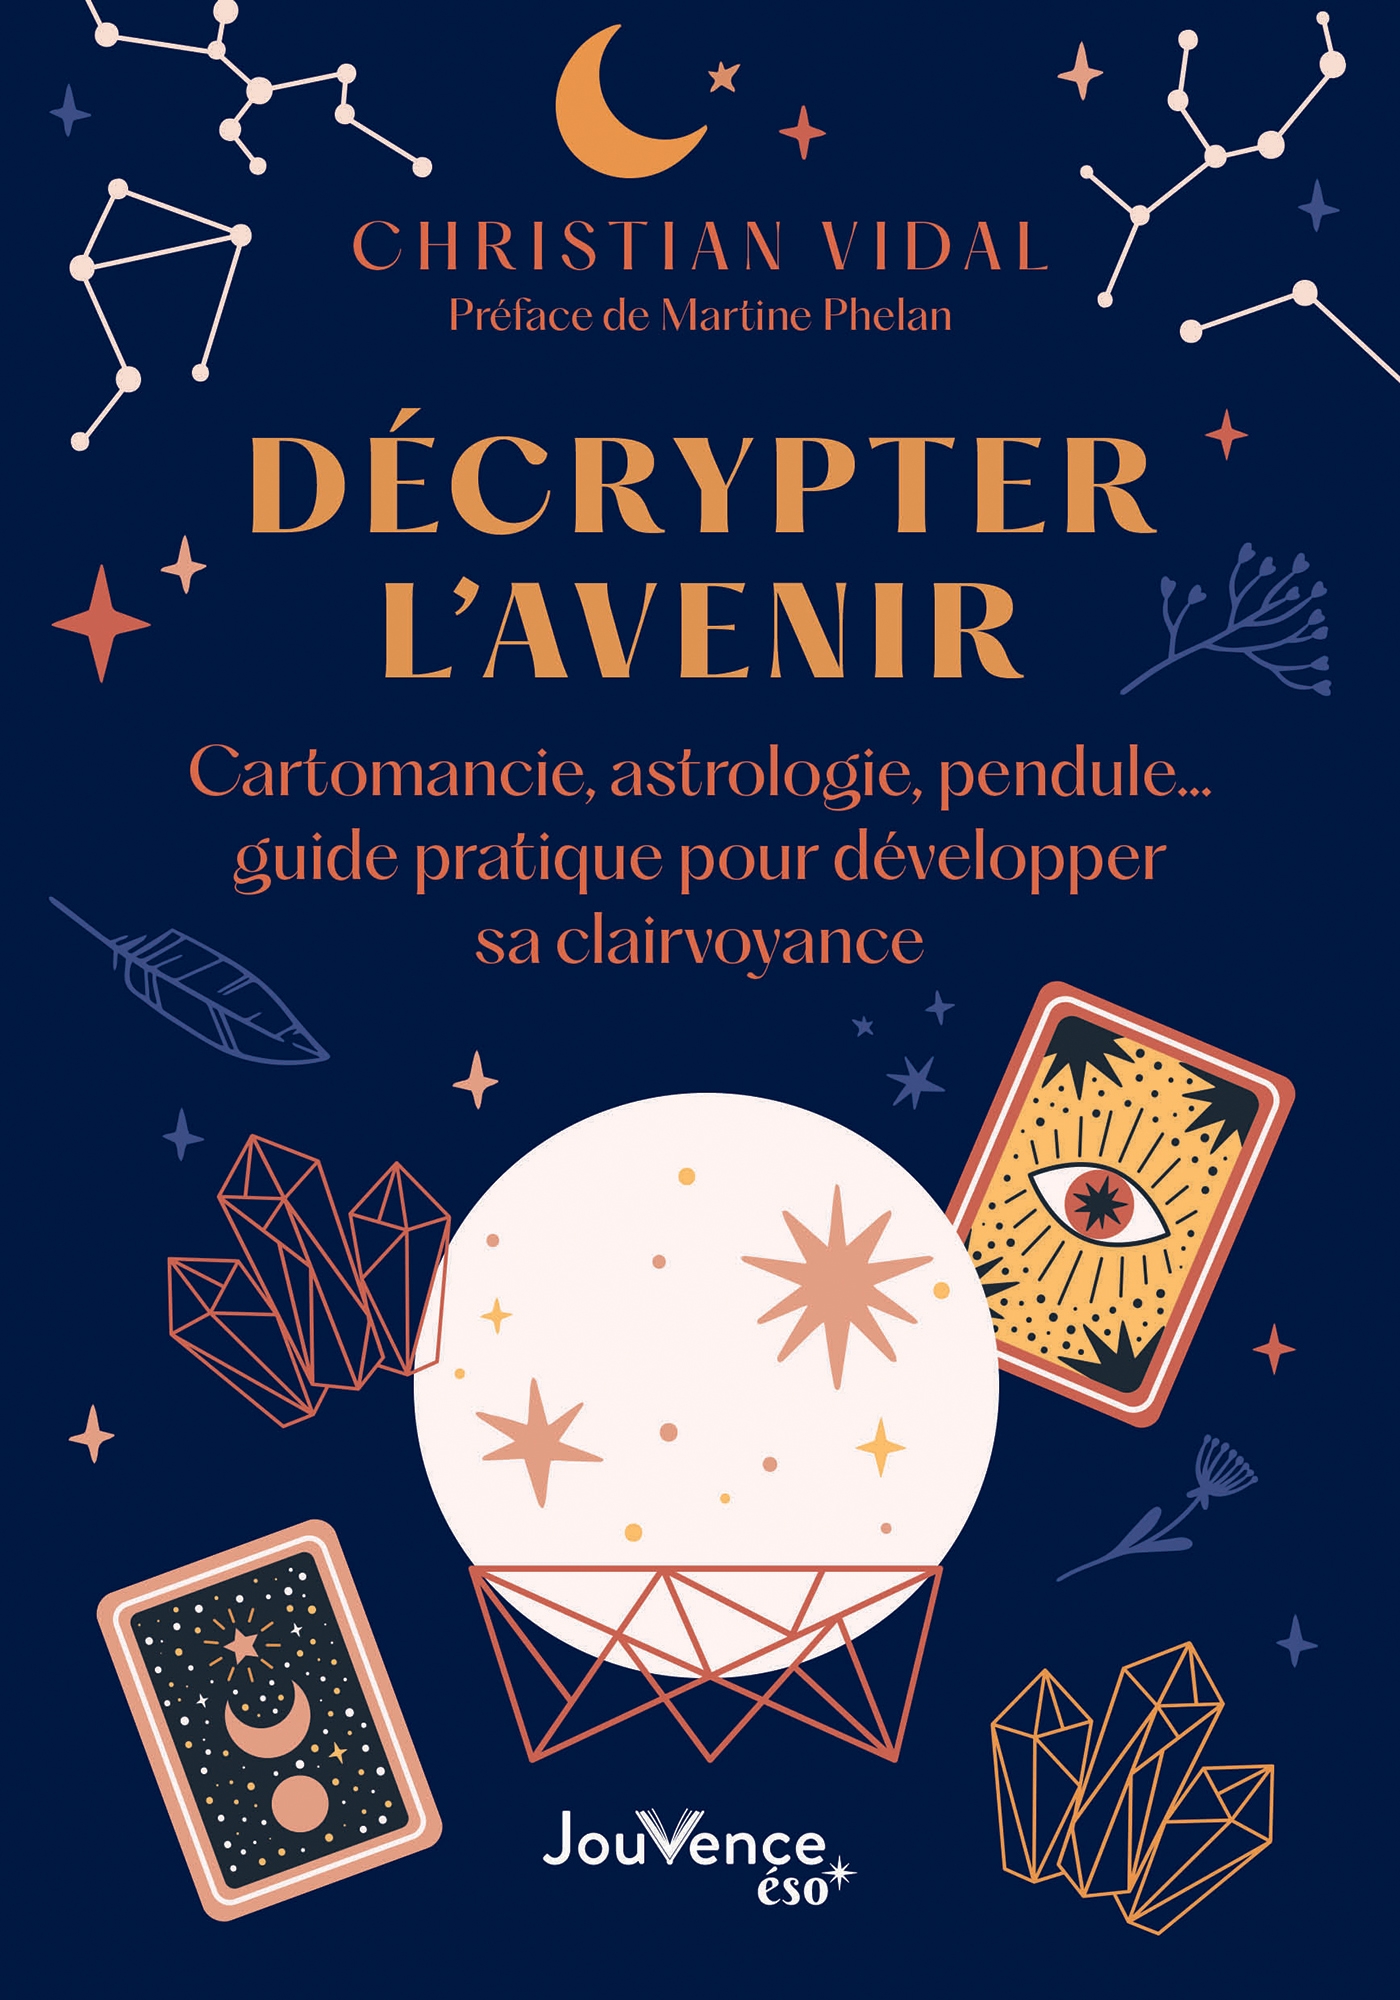 CHRISTIAN VIDAL
Préface de Martine Phelan
DÉCRYPTER
L’AVENIR
Cartomancie, astrologie, pendule...
guide pratique pour développer
sa clairvoyance
Jouvence
éso